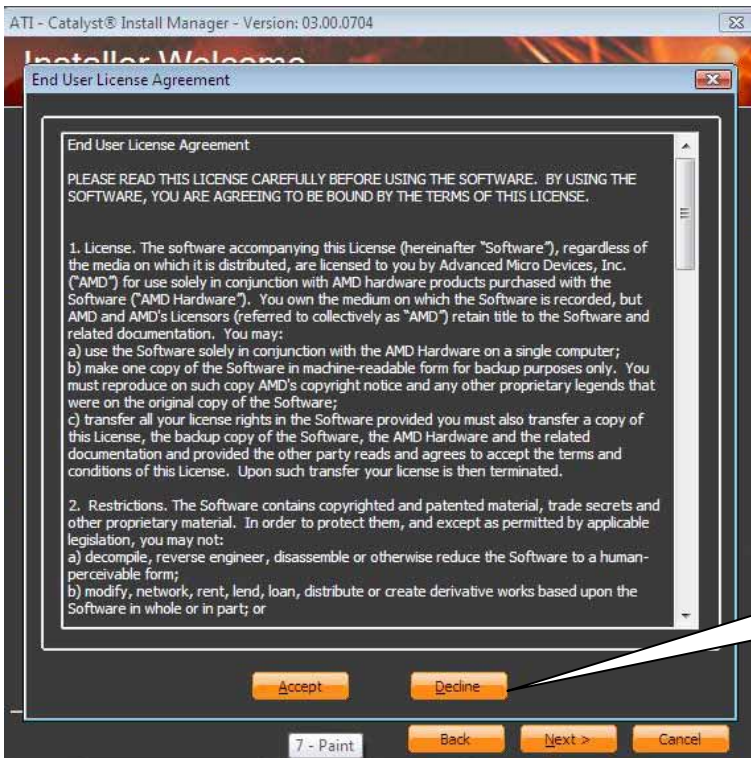 ATI - Catalyst® Install Manager - Version: 03.00.0704
Installer Welcome
End User License Agreement
End User License Agreement
PLEASE READ THIS LICENSE CAREFULLY BEFORE USING THE SOFTWARE.  BY USING THE
SOFTWARE, YOU ARE AGREEING TO BE BOUND BY THE TERMS OF THIS LICENSE.
1. License. The software accompanying this License (hereinafter "Software"), regardless of
the media on which it is distributed, are licensed to you by Advanced Micro Devices, Inc.
("AMD") for use solely in conjunction with AMD hardware products purchased with the
Software ("AMD Hardware").  You own the medium on which the Software is recorded, but
AMD and AMD's Licensors (referred to collectively as "AMD") retain title to the Software and
related documentation.  You may:
a) use the Software solely in conjunction with the AMD Hardware on a single computer;
b) make one copy of the Software in machine-readable form for backup purposes only.  You
must reproduce on such copy AMD's copyright notice and any other proprietary legends that
were on the original copy of the Software;
c) transfer all your license rights in the Software provided you must also transfer a copy of
this License, the backup copy of the Software, the AMD Hardware and the related
documentation and provided the other party reads and agrees to accept the terms and
conditions of this License.  Upon such transfer your license is then terminated.
2.  Restrictions. The Software contains copyrighted and patented material, trade secrets and
other proprietary material.  In order to protect them, and except as permitted by applicable
legislation, you may not:
a) decompile, reverse engineer, disassemble or otherwise reduce the Software to a human-
perceivable form;
b) modify, network, rent, lend, loan, distribute or create derivative works based upon the
Software in whole or in part; or
Accept
Decline
7 - Paint
Back
Next >
Cancel